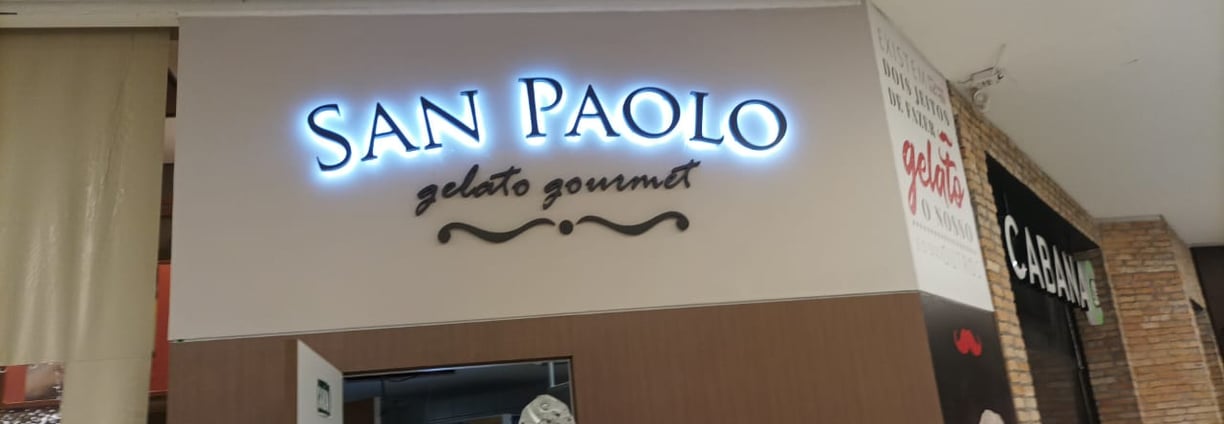 SAN PAOLO
gelato gourmet
EXISTEM
DOIS JEITOS
DE FAZER
gelato
O NOSSO
CABANA